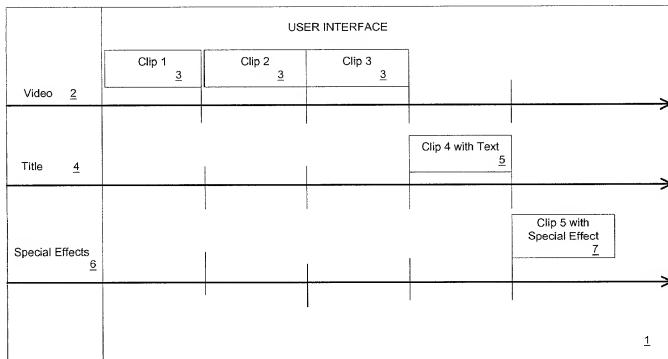 USER INTERFACE
Clip 1
3
Clip 2
3
Clip 3
3
Video 2
Clip 4 with Text
5
Title 4
Clip 5 with
Special Effect
7
Special Effects
6
1